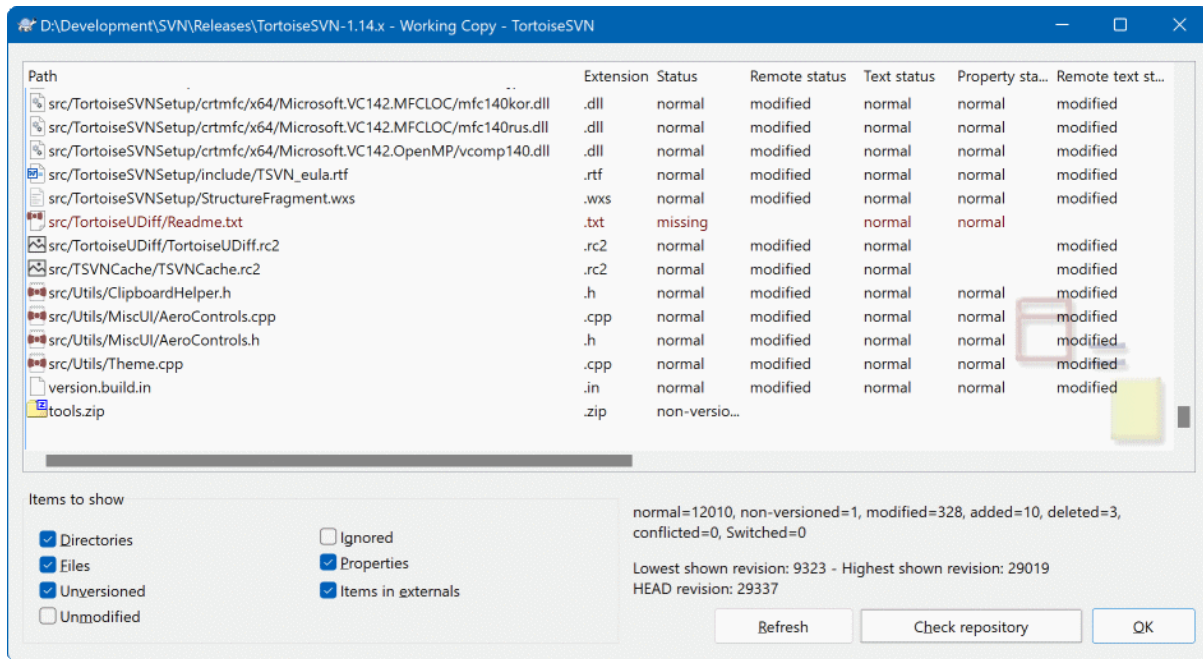 D:\Development\SVN\Releases\TortoiseSVN-1.14.x - Working Copy - TortoiseSVN
Path Extension Status Remote status Text status Property sta... Remote text st...
src/TortoiseSVNSetup/crtmfc/x64/Microsoft.VC142.MFCLOC/mfc140kor.dll .dll normal modified normal normal modified
src/TortoiseSVNSetup/crtmfc/x64/Microsoft.VC142.MFCLOC/mfc140rus.dll .dll normal modified normal normal modified
src/TortoiseSVNSetup/crtmfc/x64/Microsoft.VC142.OpenMP/vcomp140.dll .dll normal modified normal normal modified
src/TortoiseSVNSetup/include/TSVN_eula.rtf .rtf normal modified normal normal modified
src/TortoiseSVNSetup/StructureFragment.wxs .wxs normal modified normal normal modified
src/TortoiseUDiff/Readme.txt .txt missing normal normal
src/TortoiseUDiff/TortoiseUDiff.rc2 .rc2 normal modified normal modified
src/TSVNCache/TSVNCache.rc2 .rc2 normal modified normal modified
src/Utils/ClipboardHelper.h .h normal modified normal normal modified
src/Utils/MiscUI/AeroControls.cpp .cpp normal modified normal normal modified
src/Utils/MiscUI/AeroControls.h .h normal modified normal normal modified
src/Utils/Theme.cpp .cpp normal modified normal normal modified
version.build.in .in normal modified normal normal modified
tools.zip .zip non-versio...
Items to show
Directories
Files
Unversioned
Unmodified
Ignored
Properties
Items in externals
normal=12010, non-versioned=1, modified=328, added=10, deleted=3,
conflicted=0, Switched=0
Lowest shown revision: 9323 - Highest shown revision: 29019
HEAD revision: 29337
Refresh Check repository OK